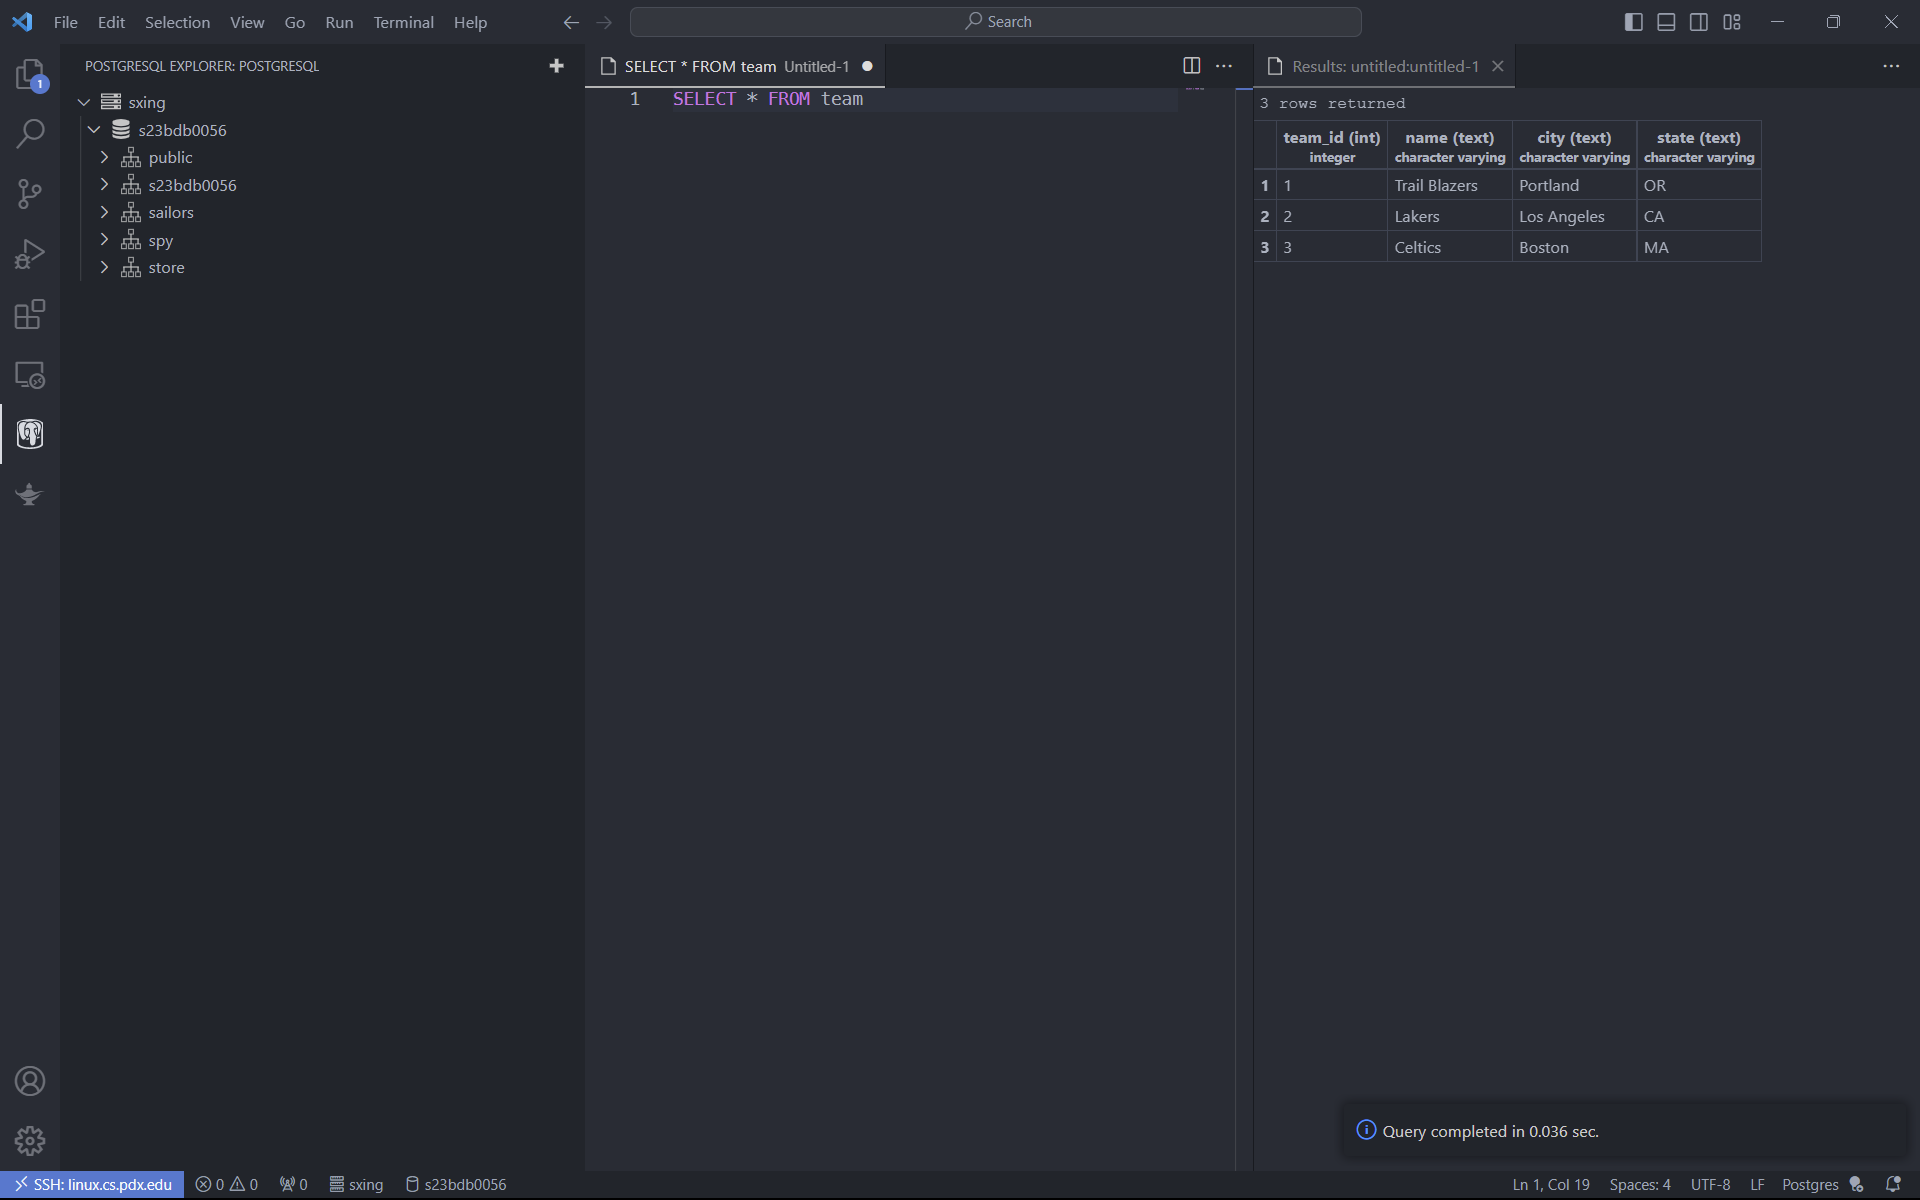 File Edit Selection View Go Run Terminal Help
Search
1
POSTGRESQL EXPLORER: POSTGRESQL
sxing
s23bdb0056
public
s23bdb0056
sailors
spy
store
SELECT * FROM team Untitled-1
1 SELECT * FROM team
Results: untitled:untitled-1
3 rows returned
team_id (int) name (text) city (text) state (text)
integer character varying character varying character varying
1 1 Trail Blazers Portland OR
2 2 Lakers Los Angeles CA
3 3 Celtics Boston MA
Query completed in 0.036 sec.
SSH: linux.cs.pdx.edu 0 0 0 sxing s23bdb0056 Ln 1, Col 19 Spaces: 4 UTF-8 LF Postgres